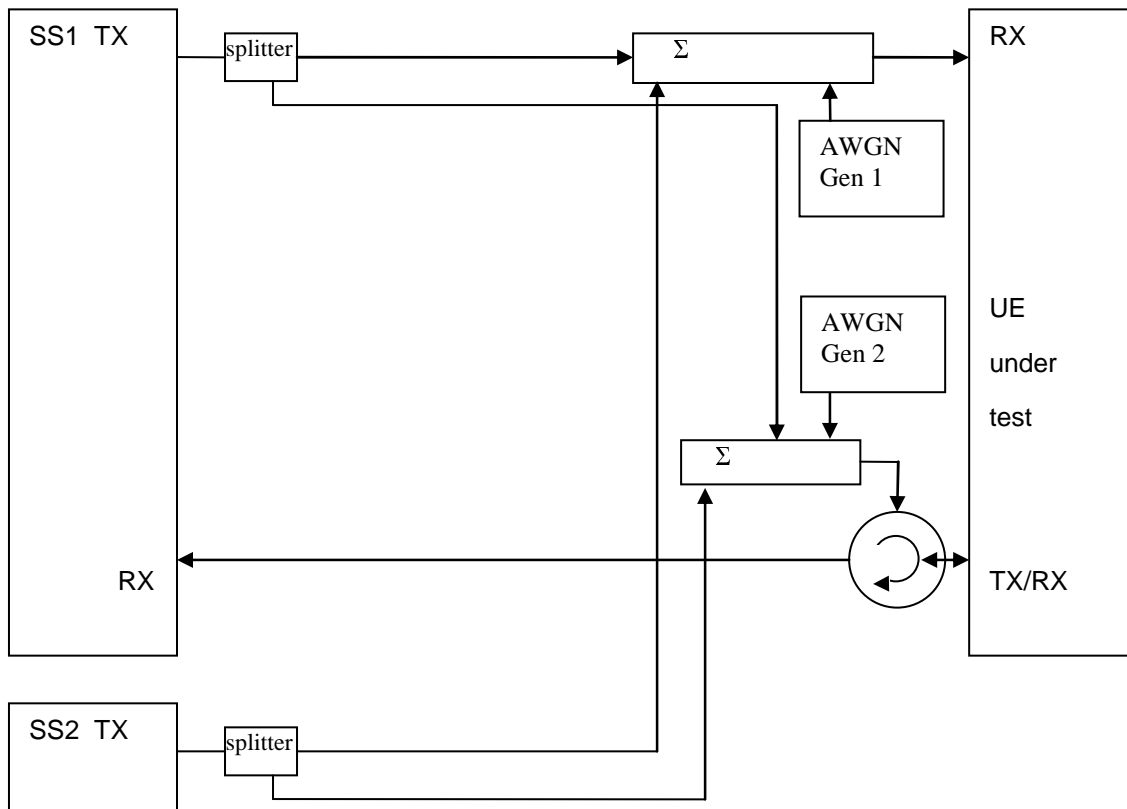 SS1 TX
splitter
Σ
RX
AWGN
Gen 1
AWGN
Gen 2
UE
under
test
Σ
RX
TX/RX
SS2 TX
splitter